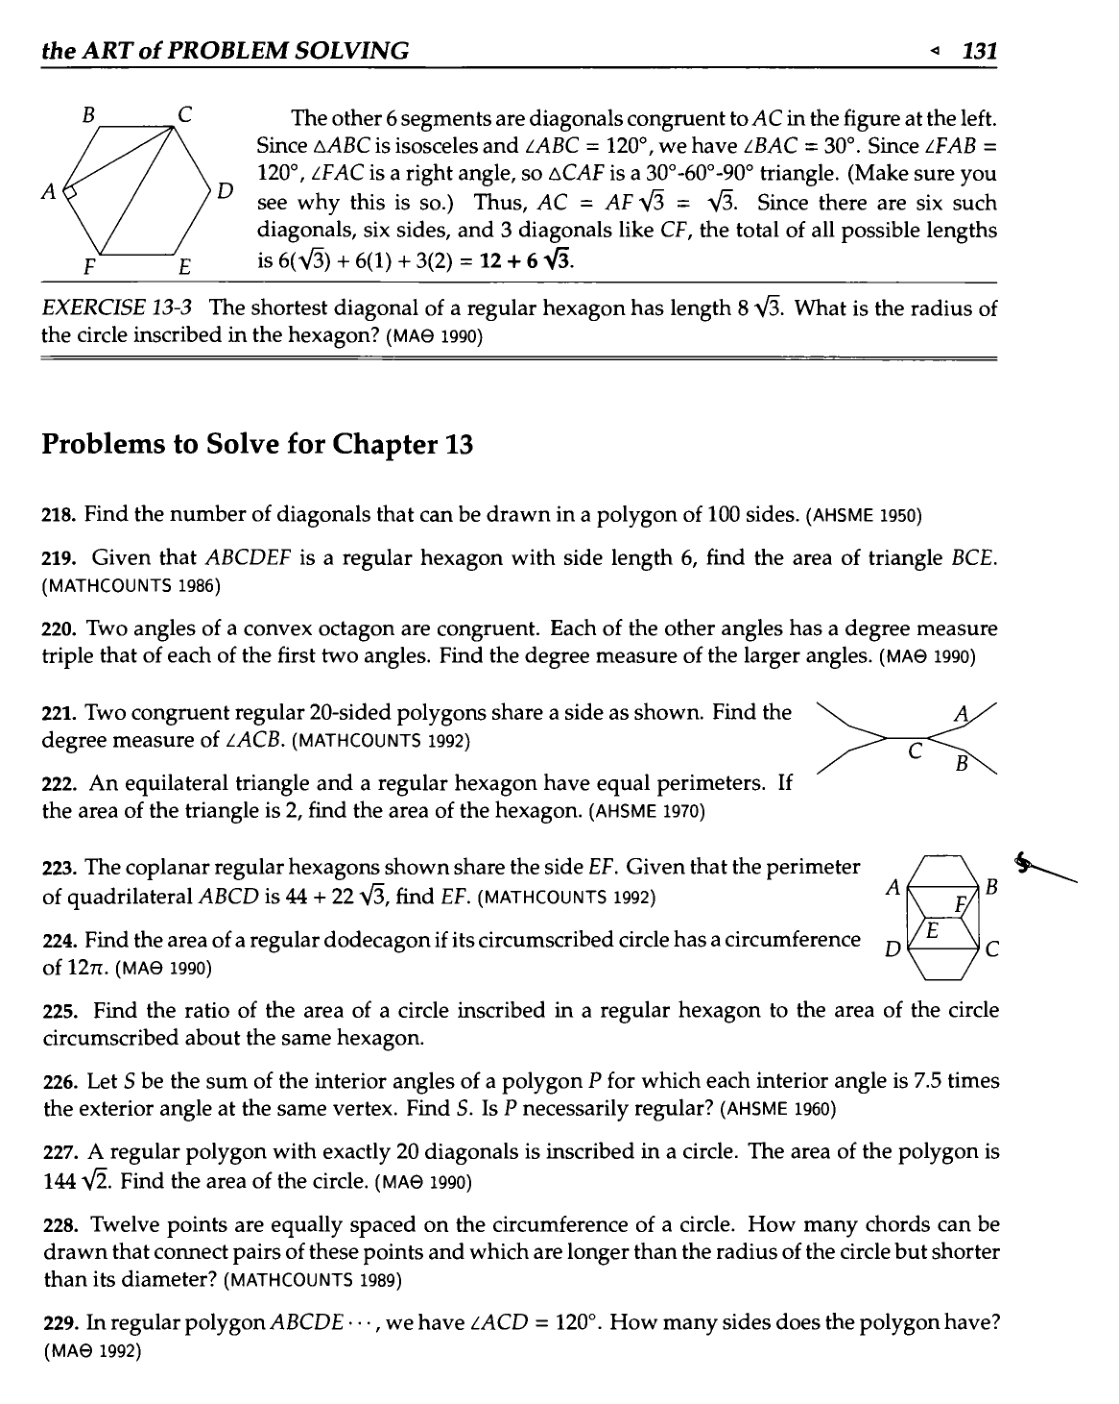 the ART of PROBLEM SOLVING ◁ 131
B C
A D
F E
The other 6 segments are diagonals congruent to AC in the figure at the left.
Since △ABC is isosceles and ∠ABC = 120°, we have ∠BAC = 30°. Since ∠FAB =
120°, ∠FAC is a right angle, so △CAF is a 30°-60°-90° triangle. (Make sure you
see why this is so.) Thus, AC = AF√3 = √3. Since there are six such
diagonals, six sides, and 3 diagonals like CF, the total of all possible lengths
is 6(√3) + 6(1) + 3(2) = 12 + 6√3.
EXERCISE 13-3 The shortest diagonal of a regular hexagon has length 8√3. What is the radius of
the circle inscribed in the hexagon? (MAΘ 1990)
Problems to Solve for Chapter 13
218. Find the number of diagonals that can be drawn in a polygon of 100 sides. (AHSME 1950)
219. Given that ABCDEF is a regular hexagon with side length 6, find the area of triangle BCE.
(MATHCOUNTS 1986)
220. Two angles of a convex octagon are congruent. Each of the other angles has a degree measure
triple that of each of the first two angles. Find the degree measure of the larger angles. (MAΘ 1990)
221. Two congruent regular 20-sided polygons share a side as shown. Find the
degree measure of ∠ACB. (MATHCOUNTS 1992)
A
C
B
222. An equilateral triangle and a regular hexagon have equal perimeters. If
the area of the triangle is 2, find the area of the hexagon. (AHSME 1970)
223. The coplanar regular hexagons shown share the side EF. Given that the perimeter
of quadrilateral ABCD is 44 + 22√3, find EF. (MATHCOUNTS 1992)
A B
F
E
D C
224. Find the area of a regular dodecagon if its circumscribed circle has a circumference
of 12π. (MAΘ 1990)
225. Find the ratio of the area of a circle inscribed in a regular hexagon to the area of the circle
circumscribed about the same hexagon.
226. Let S be the sum of the interior angles of a polygon P for which each interior angle is 7.5 times
the exterior angle at the same vertex. Find S. Is P necessarily regular? (AHSME 1960)
227. A regular polygon with exactly 20 diagonals is inscribed in a circle. The area of the polygon is
144√2. Find the area of the circle. (MAΘ 1990)
228. Twelve points are equally spaced on the circumference of a circle. How many chords can be
drawn that connect pairs of these points and which are longer than the radius of the circle but shorter
than its diameter? (MATHCOUNTS 1989)
229. In regular polygon ABCDE···, we have ∠ACD = 120°. How many sides does the polygon have?
(MAΘ 1992)